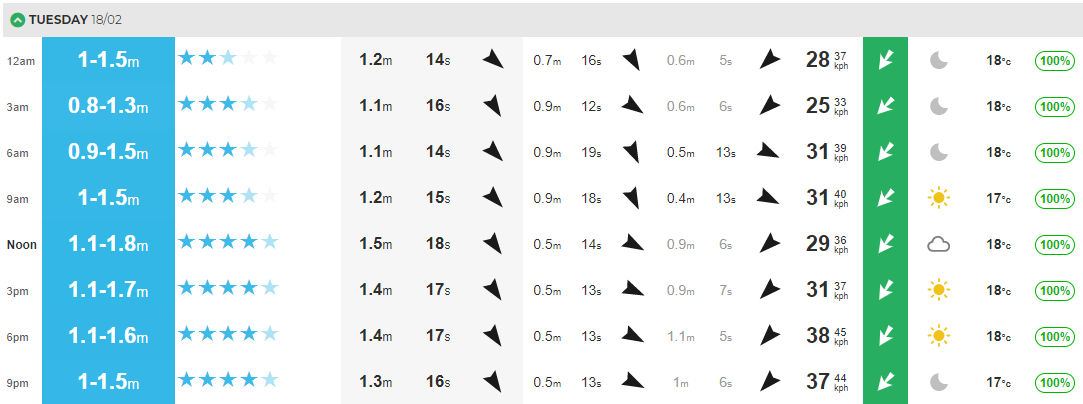 TUESDAY 18/02
12am 1-1.5m 1.2m 14s 0.7m 16s 0.6m 5s 28 37 kph 18°c 100%
3am 0.8-1.3m 1.1m 16s 0.9m 12s 0.6m 6s 25 33 kph 18°c 100%
6am 0.9-1.5m 1.1m 14s 0.9m 19s 0.5m 13s 31 39 kph 18°c 100%
9am 1-1.5m 1.2m 15s 0.9m 18s 0.4m 13s 31 40 kph 17°c 100%
Noon 1.1-1.8m 1.5m 18s 0.5m 14s 0.9m 6s 29 36 kph 18°c 100%
3pm 1.1-1.7m 1.4m 17s 0.5m 13s 0.9m 7s 31 37 kph 18°c 100%
6pm 1.1-1.6m 1.4m 17s 0.5m 13s 1.1m 5s 38 45 kph 18°c 100%
9pm 1-1.5m 1.3m 16s 0.5m 13s 1m 6s 37 44 kph 17°c 100%